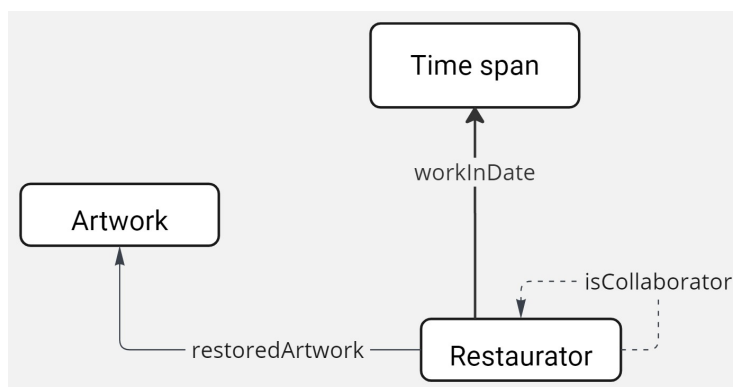 Time span
workInDate
Artwork
isCollaborator
restoredArtwork
Restaurator